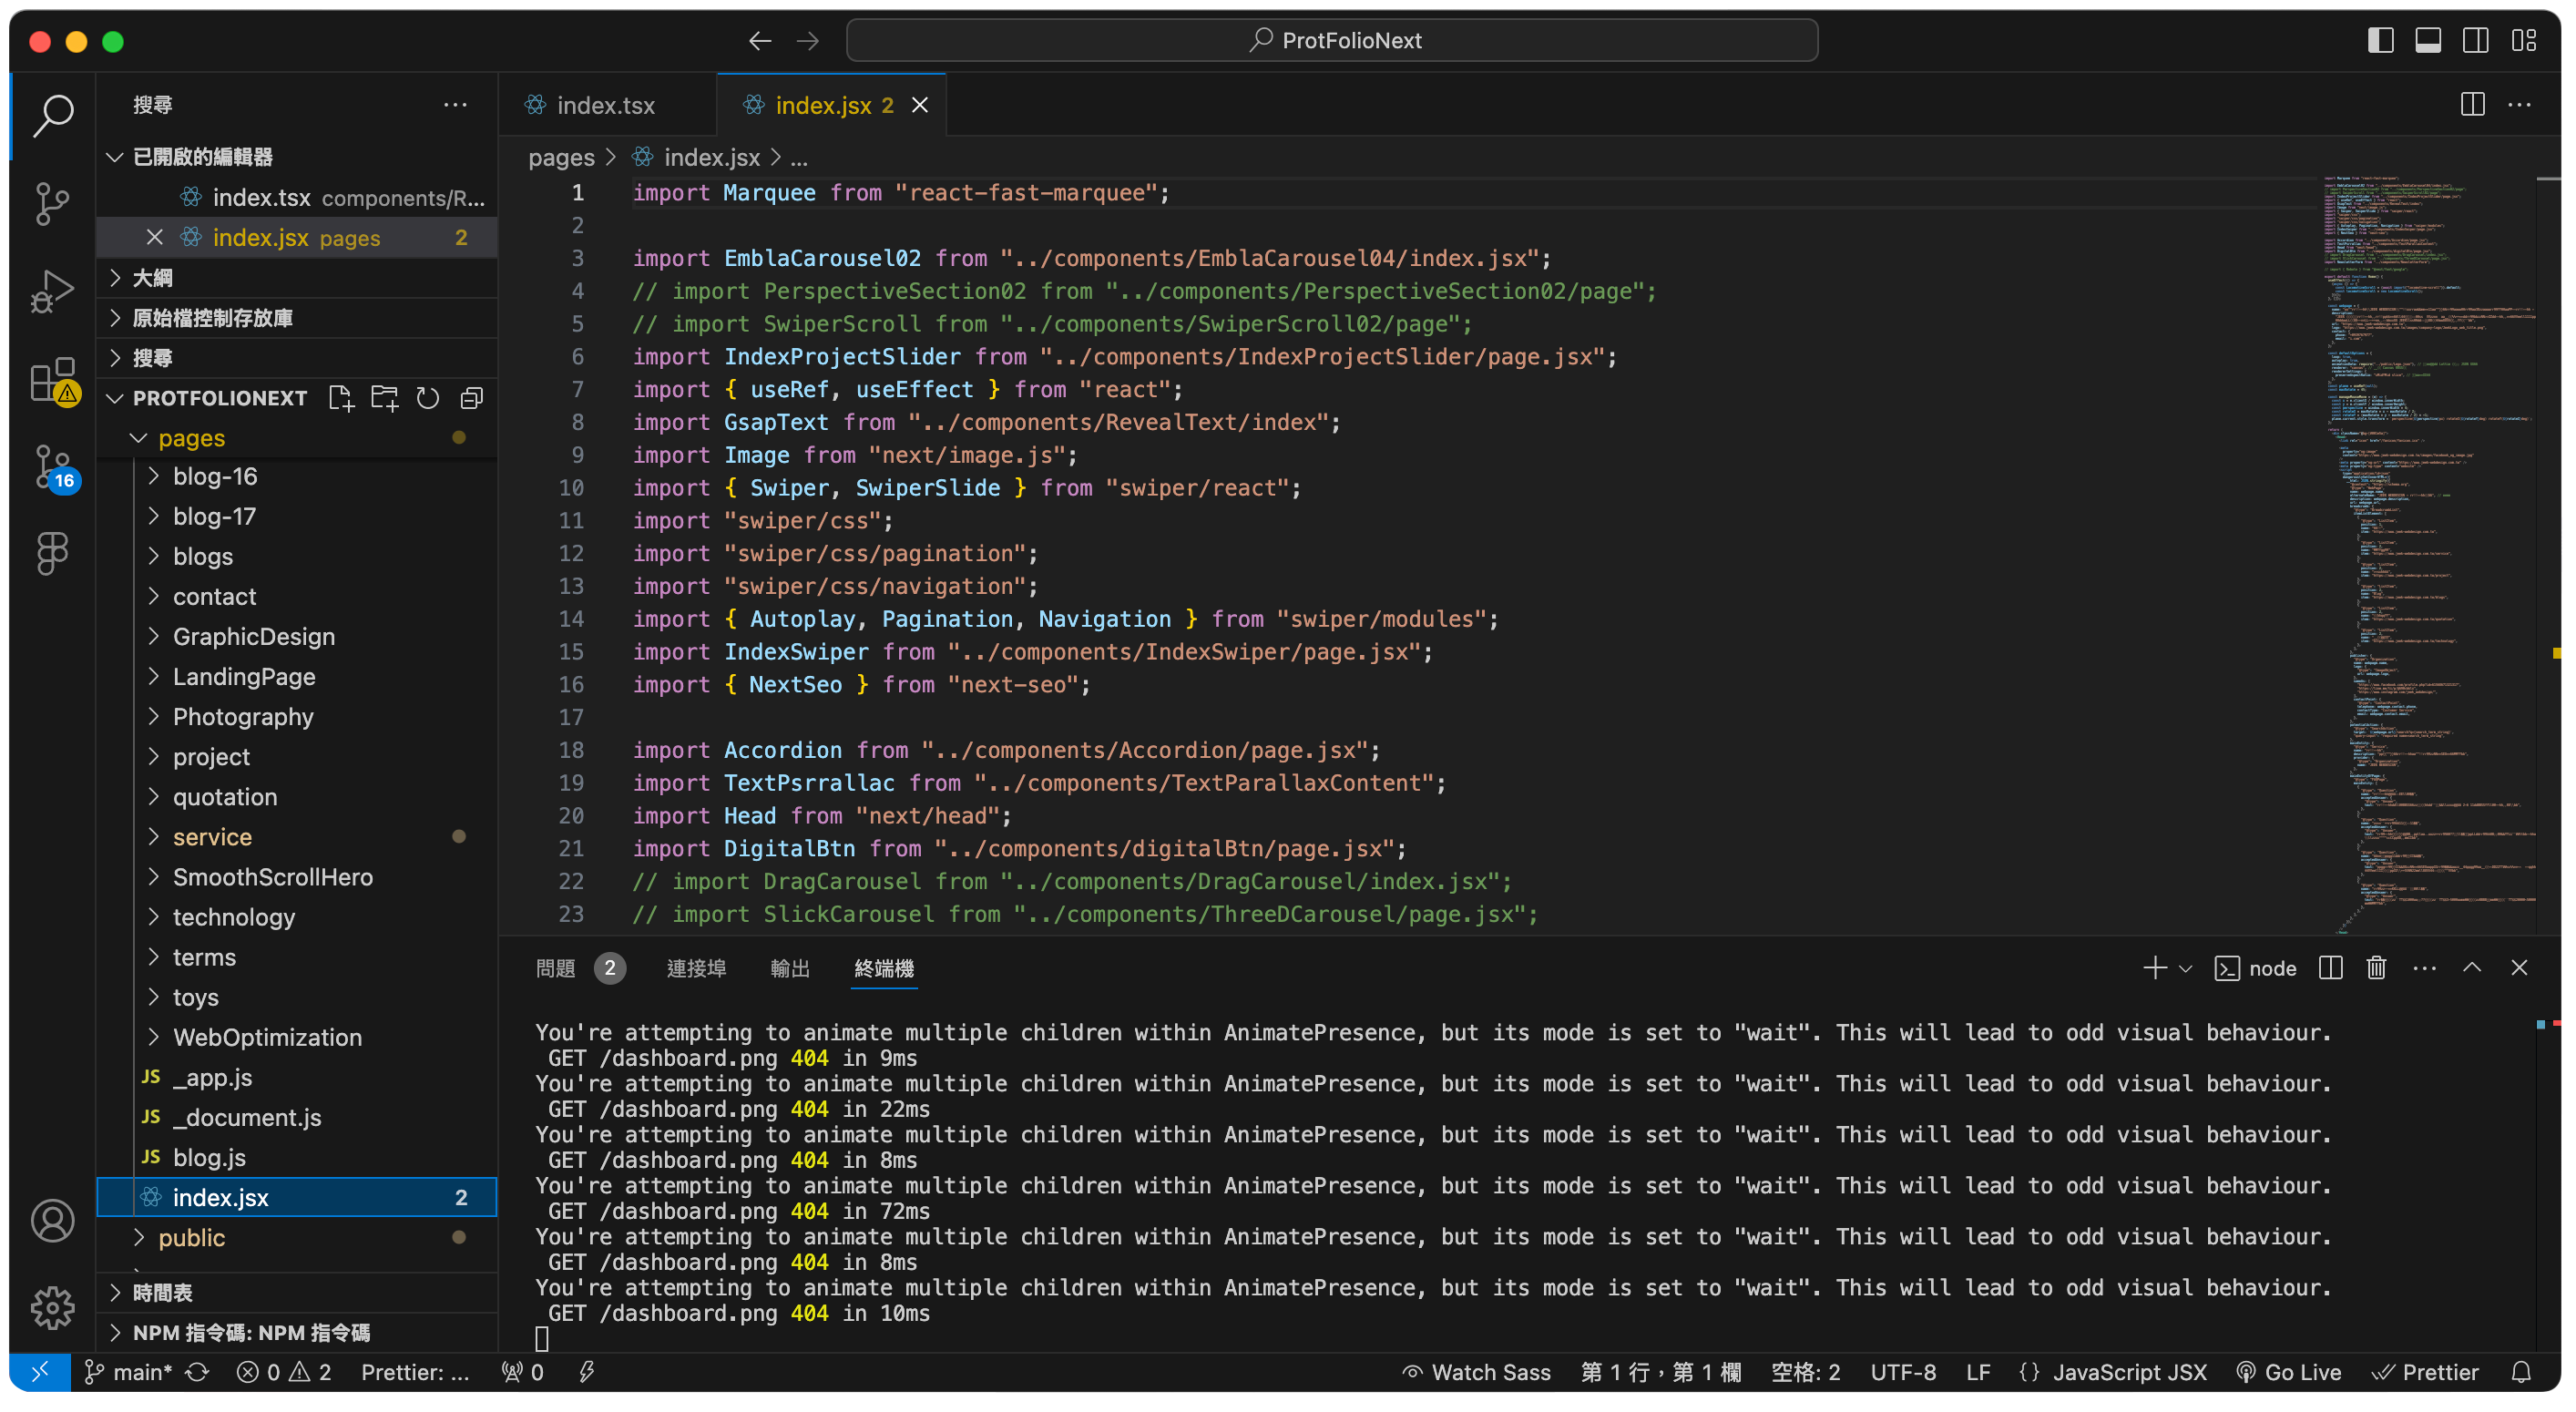 ProtFolioNext
搜尋
已開啟的編輯器
index.tsx components/R...
index.jsx pages 2
大綱
原始檔控制存放庫
搜尋
PROTFOLIONEXT
pages
blog-16
blog-17
blogs
contact
GraphicDesign
LandingPage
Photography
project
quotation
service
SmoothScrollHero
technology
terms
toys
WebOptimization
JS _app.js
JS _document.js
JS blog.js
index.jsx 2
public
時間表
NPM 指令碼: NPM 指令碼
16
index.tsx
index.jsx 2
pages > index.jsx > ...
1 import Marquee from "react-fast-marquee";
2
3 import EmblaCarousel02 from "../components/EmblaCarousel04/index.jsx";
4 // import PerspectiveSection02 from "../components/PerspectiveSection02/page";
5 // import SwiperScroll from "../components/SwiperScroll02/page";
6 import IndexProjectSlider from "../components/IndexProjectSlider/page.jsx";
7 import { useRef, useEffect } from "react";
8 import GsapText from "../components/RevealText/index";
9 import Image from "next/image.js";
10 import { Swiper, SwiperSlide } from "swiper/react";
11 import "swiper/css";
12 import "swiper/css/pagination";
13 import "swiper/css/navigation";
14 import { Autoplay, Pagination, Navigation } from "swiper/modules";
15 import IndexSwiper from "../components/IndexSwiper/page.jsx";
16 import { NextSeo } from "next-seo";
17
18 import Accordion from "../components/Accordion/page.jsx";
19 import TextPsrrallac from "../components/TextParallaxContent";
20 import Head from "next/head";
21 import DigitalBtn from "../components/digitalBtn/page.jsx";
22 // import DragCarousel from "../components/DragCarousel/index.jsx";
23 // import SlickCarousel from "../components/ThreeDCarousel/page.jsx";
問題 2 連接埠 輸出 終端機
node
You're attempting to animate multiple children within AnimatePresence, but its mode is set to "wait". This will lead to odd visual behaviour.
GET /dashboard.png 404 in 9ms
You're attempting to animate multiple children within AnimatePresence, but its mode is set to "wait". This will lead to odd visual behaviour.
GET /dashboard.png 404 in 22ms
You're attempting to animate multiple children within AnimatePresence, but its mode is set to "wait". This will lead to odd visual behaviour.
GET /dashboard.png 404 in 8ms
You're attempting to animate multiple children within AnimatePresence, but its mode is set to "wait". This will lead to odd visual behaviour.
GET /dashboard.png 404 in 72ms
You're attempting to animate multiple children within AnimatePresence, but its mode is set to "wait". This will lead to odd visual behaviour.
GET /dashboard.png 404 in 8ms
You're attempting to animate multiple children within AnimatePresence, but its mode is set to "wait". This will lead to odd visual behaviour.
GET /dashboard.png 404 in 10ms
main* 0 2 Prettier: ... 0 Watch Sass 第 1 行，第 1 欄 空格: 2 UTF-8 LF {} JavaScript JSX Go Live Prettier